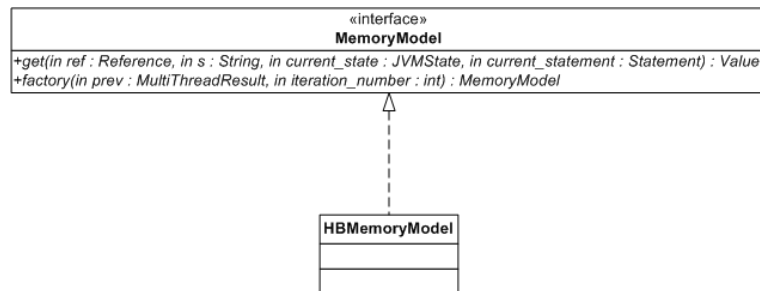 «interface»
MemoryModel
+get(in ref : Reference, in s : String, in current_state : JVMState, in current_statement : Statement) : Value
+factory(in prev : MultiThreadResult, in iteration_number : int) : MemoryModel
HBMemoryModel